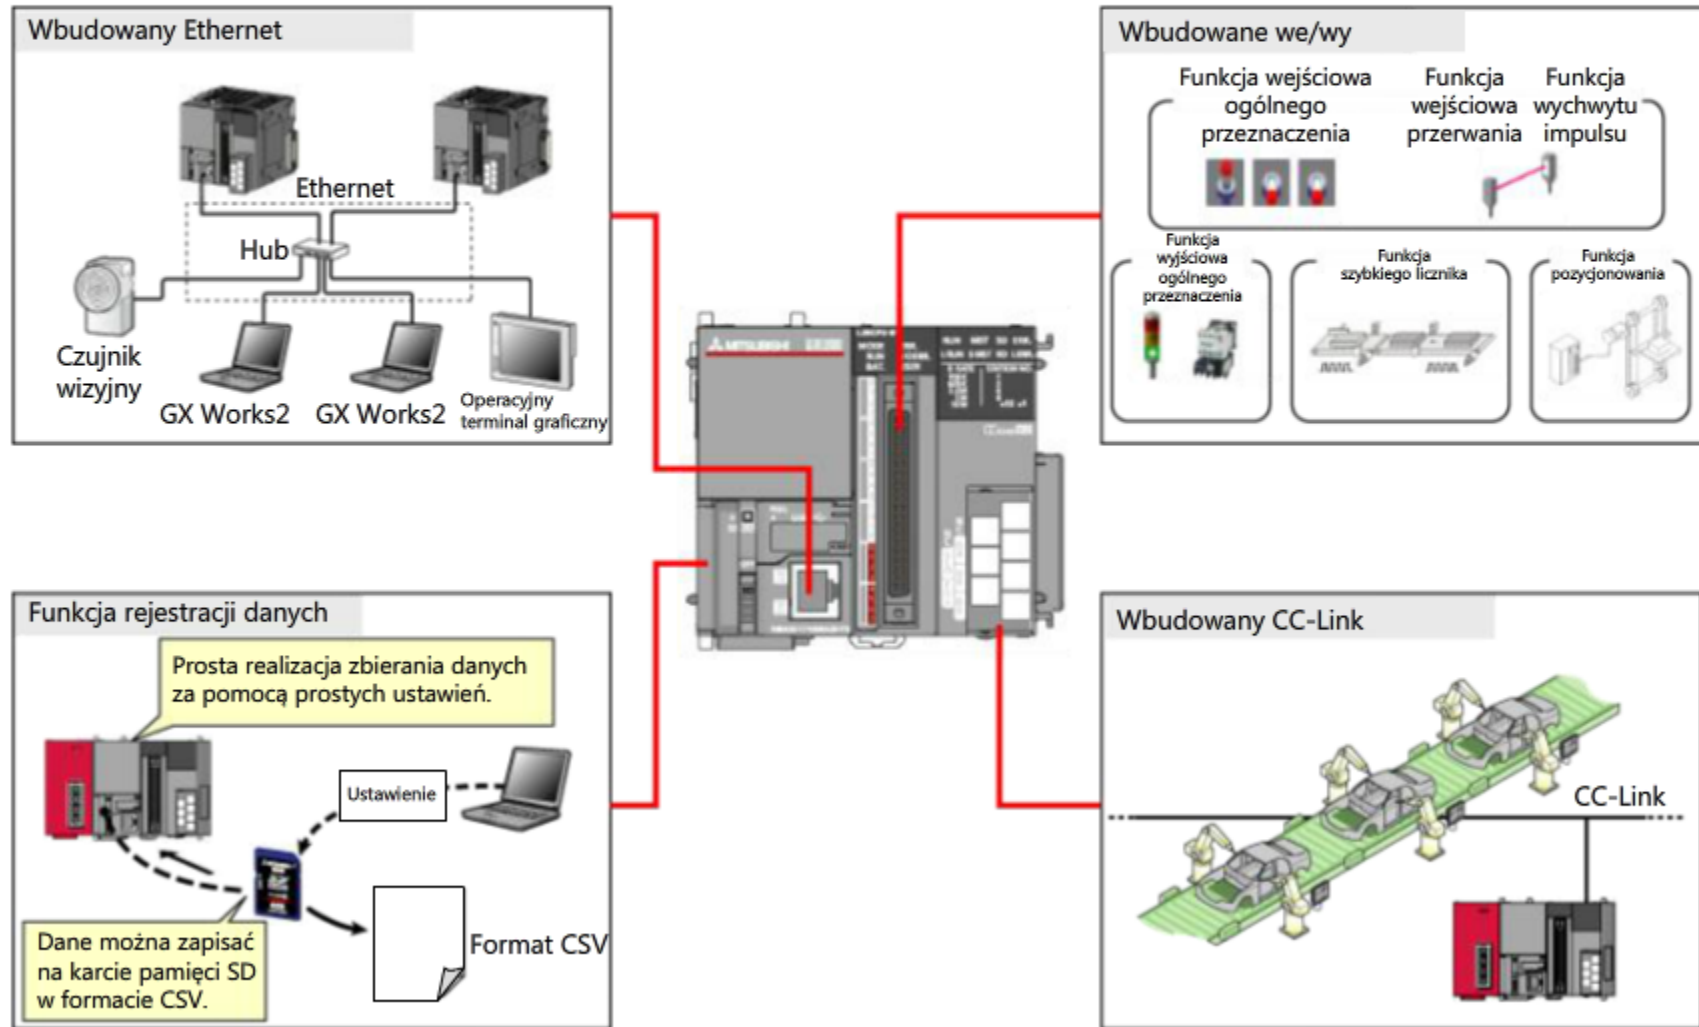 Wbudowany Ethernet
Ethernet
Hub
Czujnik
wizyjny
GX Works2
GX Works2
Operacyjny
terminal graficzny
Wbudowane we/wy
Funkcja wejściowa
ogólnego
przeznaczenia
Funkcja
wejściowa
przerwania
Funkcja
wychwytu
impulsu
Funkcja
wyjściowa
ogólnego
przeznaczenia
Funkcja
szybkiego licznika
Funkcja
pozycjonowania
MITSUBISHI
Funkcja rejestracji danych
Prosta realizacja zbierania danych
za pomocą prostych ustawień.
Ustawienie
Dane można zapisać
na karcie pamięci SD
w formacie CSV.
Format CSV
Wbudowany CC-Link
CC-Link